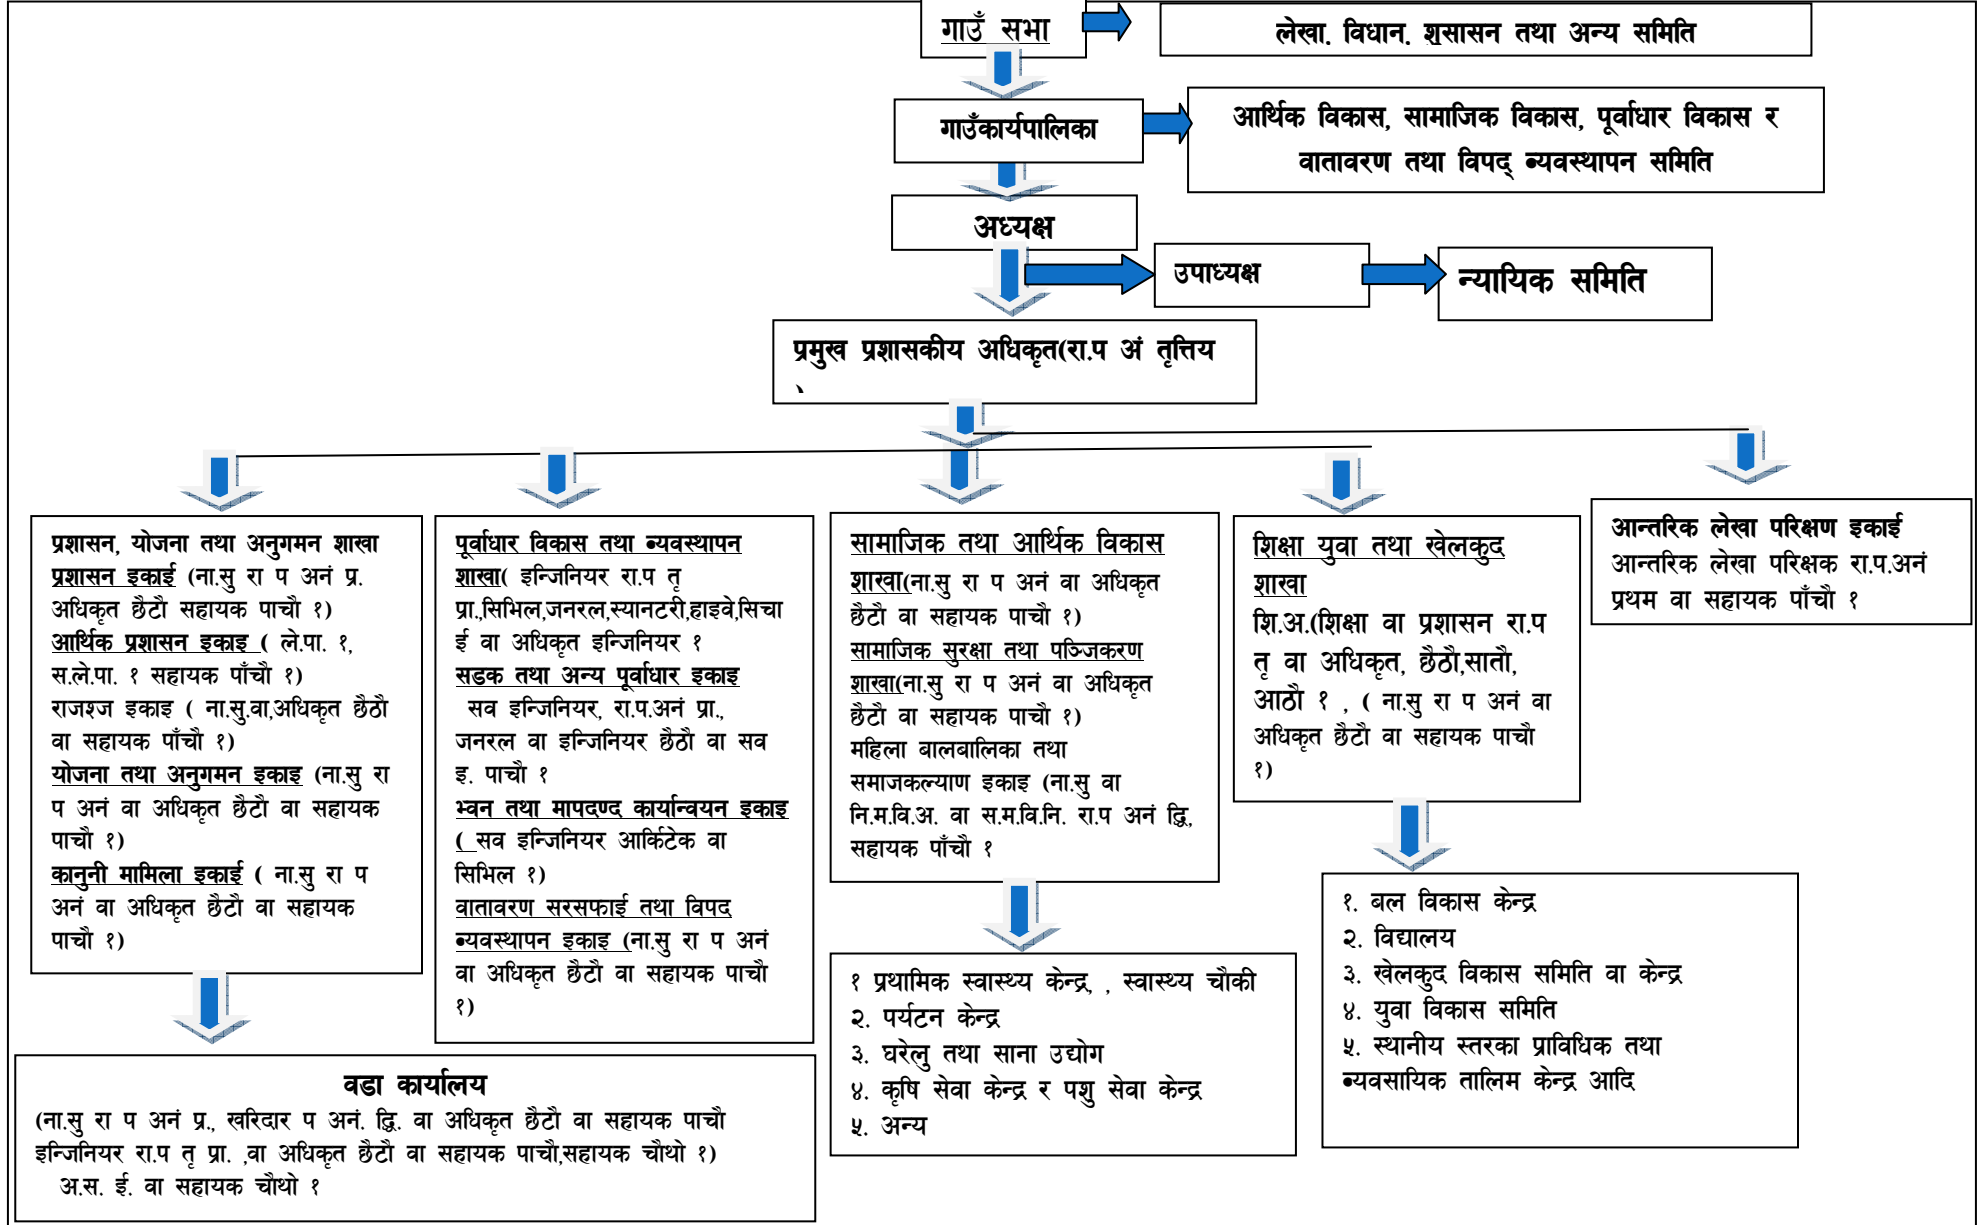 गाउँ सभा
लेखा. विधान. शुसासन तथा अन्य समिति
गाउँकार्यपालिका
आर्थिक विकास, सामाजिक विकास, पूर्वाधार विकास र
वातावरण तथा विपद् ब्यवस्थापन समिति
अध्यक्ष
उपाध्यक्ष
न्यायिक समिति
प्रमुख प्रशासकीय अधिकृत(रा.प अं तृत्तिय
)
प्रशासन, योजना तथा अनुगमन शाखा
प्रशासन इकाई (ना.सु रा प अनं प्र.
अधिकृत छैटौ सहायक पाचौ १)
आर्थिक प्रशासन इकाइ ( ले.पा. १,
स.ले.पा. १ सहायक पाँचौ १)
राजश्ज इकाइ ( ना.सु.वा,अधिकृत छैठौ
वा सहायक पाँचौ १)
योजना तथा अनुगमन इकाइ (ना.सु रा
प अनं वा अधिकृत छैटौ वा सहायक
पाचौ १)
कानुनी मामिला इकाई ( ना.सु रा प
अनं वा अधिकृत छैटौ वा सहायक
पाचौ १)
पूर्वाधार विकास तथा ब्यवस्थापन
शाखा( इन्जिनियर रा.प तृ
प्रा.,सिभिल,जनरल,स्यानटरी,हाइवे,सिचा
ई वा अधिकृत इन्जिनियर १
सडक तथा अन्य पूर्वाधार इकाइ
सव इन्जिनियर, रा.प.अनं प्रा.,
जनरल वा इन्जिनियर छैठौ वा सव
इ. पाचौ १
भ्वन तथा मापदण्द कार्यान्वयन इकाइ
( सव इन्जिनियर आर्किटेक वा
सिभिल १)
वातावरण सरसफाई तथा विपद
ब्यवस्थापन इकाइ (ना.सु रा प अनं
वा अधिकृत छैटौ वा सहायक पाचौ
१)
सामाजिक तथा आर्थिक विकास
शाखा(ना.सु रा प अनं वा अधिकृत
छैटौ वा सहायक पाचौ १)
सामाजिक सुरक्षा तथा पञ्जिकरण
शाखा(ना.सु रा प अनं वा अधिकृत
छैटौ वा सहायक पाचौ १)
महिला बालबालिका तथा
समाजकल्याण इकाइ (ना.सु वा
नि.म.वि.अ. वा स.म.वि.नि. रा.प अनं द्वि,
सहायक पाँचौ १
शिक्षा युवा तथा खेलकुद
शाखा
शि.अ.(शिक्षा वा प्रशासन रा.प
तृ वा अधिकृत, छैठौ,सातौ,
आठौ १ , ( ना.सु रा प अनं वा
अधिकृत छैटौ वा सहायक पाचौ
१)
आन्तरिक लेखा परिक्षण इकाई
आन्तरिक लेखा परिक्षक रा.प.अनं
प्रथम वा सहायक पाँचौ १
वडा कार्यालय
(ना.सु रा प अनं प्र., खरिदार प अनं. द्वि. वा अधिकृत छैटौ वा सहायक पाचौ
इन्जिनियर रा.प तृ प्रा. ,वा अधिकृत छैटौ वा सहायक पाचौ,सहायक चौथो १)
अ.स. ई. वा सहायक चौथो १
१ प्रथामिक स्वास्थ्य केन्द्र, , स्वास्थ्य चौकी
२. पर्यटन केन्द्र
३. घरेलु तथा साना उद्योग
४. कृषि सेवा केन्द्र र पशु सेवा केन्द्र
५. अन्य
१. बल विकास केन्द्र
२. विद्यालय
३. खेलकुद विकास समिति वा केन्द्र
४. युवा विकास समिति
५. स्थानीय स्तरका प्राविधिक तथा
ब्यवसायिक तालिम केन्द्र आदि